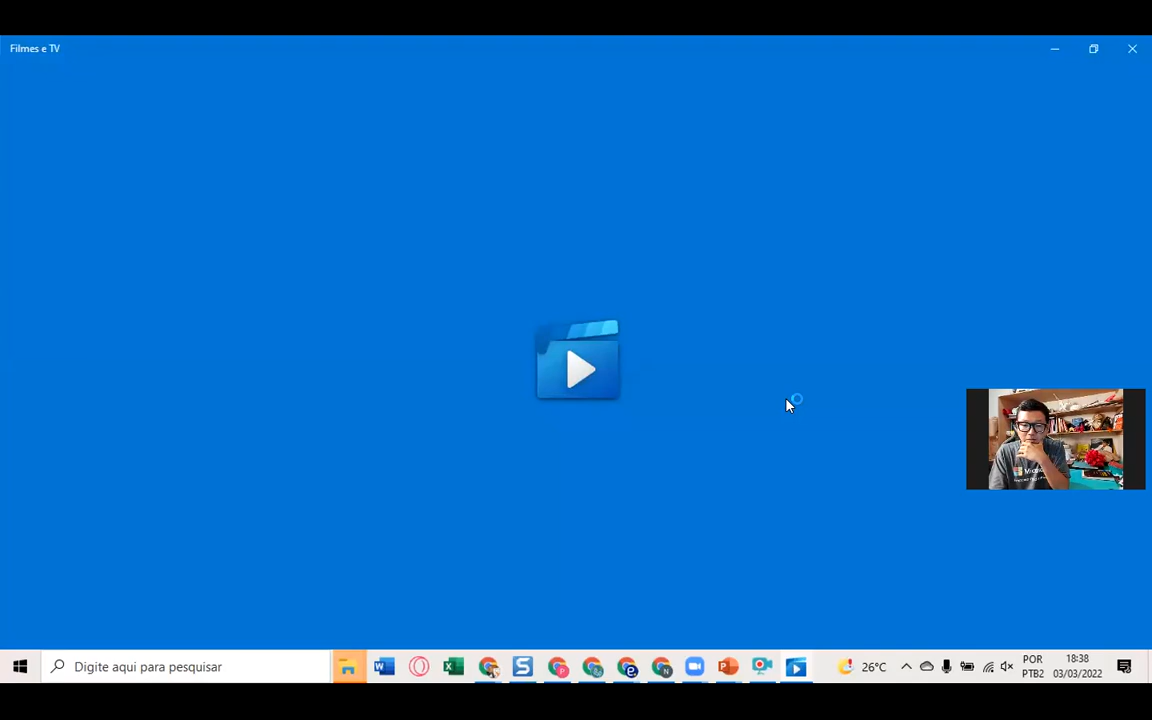 Filmes e TV
Digite aqui para pesquisar
26°C
POR
PTB2
18:38
03/03/2022